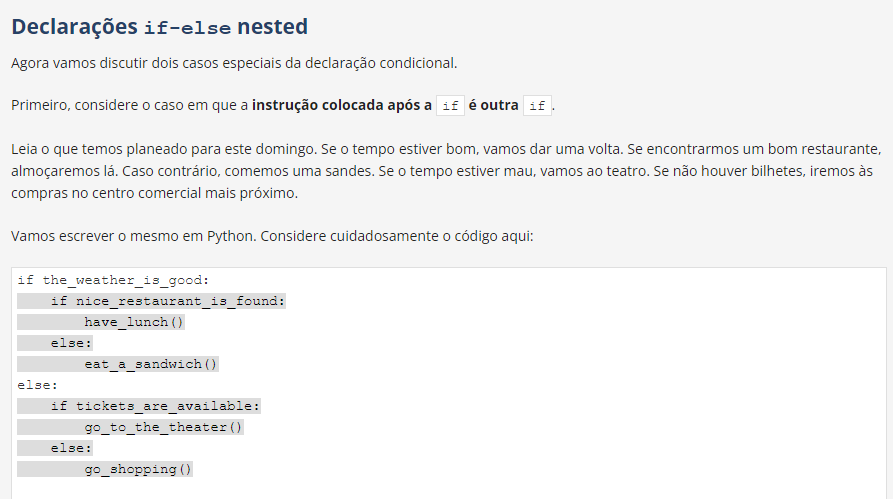 Declarações if-else nested
Agora vamos discutir dois casos especiais da declaração condicional.
Primeiro, considere o caso em que a instrução colocada após a if é outra if.
Leia o que temos planeado para este domingo. Se o tempo estiver bom, vamos dar uma volta. Se encontrarmos um bom restaurante,
almoçaremos lá. Caso contrário, comemos uma sandes. Se o tempo estiver mau, vamos ao teatro. Se não houver bilhetes, iremos às
compras no centro comercial mais próximo.
Vamos escrever o mesmo em Python. Considere cuidadosamente o código aqui:
if the_weather_is_good:
    if nice_restaurant_is_found:
        have_lunch()
    else:
        eat_a_sandwich()
else:
    if tickets_are_available:
        go_to_the_theater()
    else:
        go_shopping()